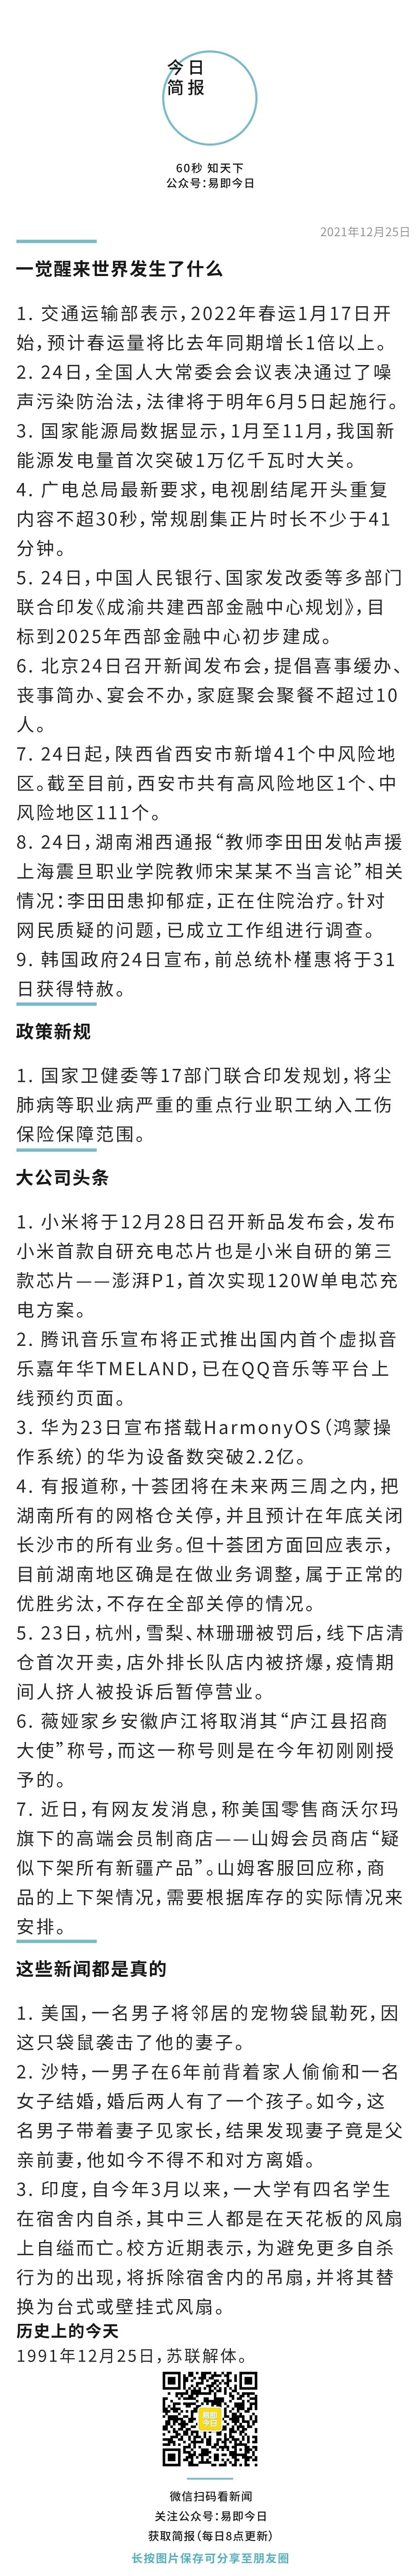 今日
简报
60秒 知天下
公众号：易即今日
2021年12月25日
一觉醒来世界发生了什么
1. 交通运输部表示，2022年春运1月17日开
始，预计春运量将比去年同期增长1倍以上。
2. 24日，全国人大常委会会议表决通过了噪
声污染防治法，法律将于明年6月5日起施行。
3. 国家能源局数据显示，1月至11月，我国新
能源发电量首次突破1万亿千瓦时大关。
4. 广电总局最新要求，电视剧结尾开头重复
内容不超30秒，常规剧集正片时长不少于41
分钟。
5. 24日，中国人民银行、国家发改委等多部门
联合印发《成渝共建西部金融中心规划》，目
标到2025年西部金融中心初步建成。
6. 北京24日召开新闻发布会，提倡喜事缓办、
丧事简办、宴会不办，家庭聚会聚餐不超过10
人。
7. 24日起，陕西省西安市新增41个中风险地
区。截至目前，西安市共有高风险地区1个、中
风险地区111个。
8. 24日，湖南湘西通报“教师李田田发帖声援
上海震旦职业学院教师宋某某不当言论”相关
情况：李田田患抑郁症，正在住院治疗。针对
网民质疑的问题，已成立工作组进行调查。
9. 韩国政府24日宣布，前总统朴槿惠将于31
日获得特赦。
政策新规
1. 国家卫健委等17部门联合印发规划，将尘
肺病等职业病严重的重点行业职工纳入工伤
保险保障范围。
大公司头条
1. 小米将于12月28日召开新品发布会，发布
小米首款自研充电芯片也是小米自研的第三
款芯片——澎湃P1，首次实现120W单电芯充
电方案。
2. 腾讯音乐宣布将正式推出国内首个虚拟音
乐嘉年华TMELAND，已在QQ音乐等平台上
线预约页面。
3. 华为23日宣布搭载HarmonyOS（鸿蒙操
作系统）的华为设备数突破2.2亿。
4. 有报道称，十荟团将在未来两三周之内，把
湖南所有的网格仓关停，并且预计在年底关闭
长沙市的所有业务。但十荟团方面回应表示，
目前湖南地区确是在做业务调整，属于正常的
优胜劣汰，不存在全部关停的情况。
5. 23日，杭州，雪梨、林珊珊被罚后，线下店清
仓首次开卖，店外排长队店内被挤爆，疫情期
间人挤人被投诉后暂停营业。
6. 薇娅家乡安徽庐江将取消其“庐江县招商
大使”称号，而这一称号则是在今年初刚刚授
予的。
7. 近日，有网友发消息，称美国零售商沃尔玛
旗下的高端会员制商店——山姆会员商店“疑
似下架所有新疆产品”。山姆客服回应称，商
品的上下架情况，需要根据库存的实际情况来
安排。
这些新闻都是真的
1. 美国，一名男子将邻居的宠物袋鼠勒死，因
这只袋鼠袭击了他的妻子。
2. 沙特，一男子在6年前背着家人偷偷和一名
女子结婚，婚后两人有了一个孩子。如今，这
名男子带着妻子见家长，结果发现妻子竟是父
亲前妻，他如今不得不和对方离婚。
3. 印度，自今年3月以来，一大学有四名学生
在宿舍内自杀，其中三人都是在天花板的风扇
上自缢而亡。校方近期表示，为避免更多自杀
行为的出现，将拆除宿舍内的吊扇，并将其替
换为台式或壁挂式风扇。
历史上的今天
1991年12月25日，苏联解体。
易即
今日
微信扫码看新闻
关注公众号：易即今日
获取简报（每日8点更新）
长按图片保存可分享至朋友圈